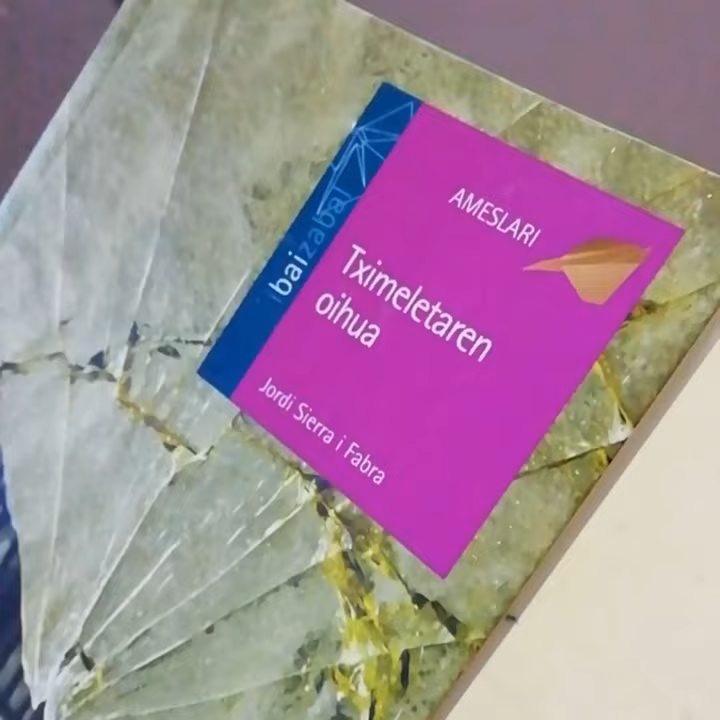 AMESLARI
Tximeletaren
oihua
Jordi Sierra i Fabra
ibaizabal